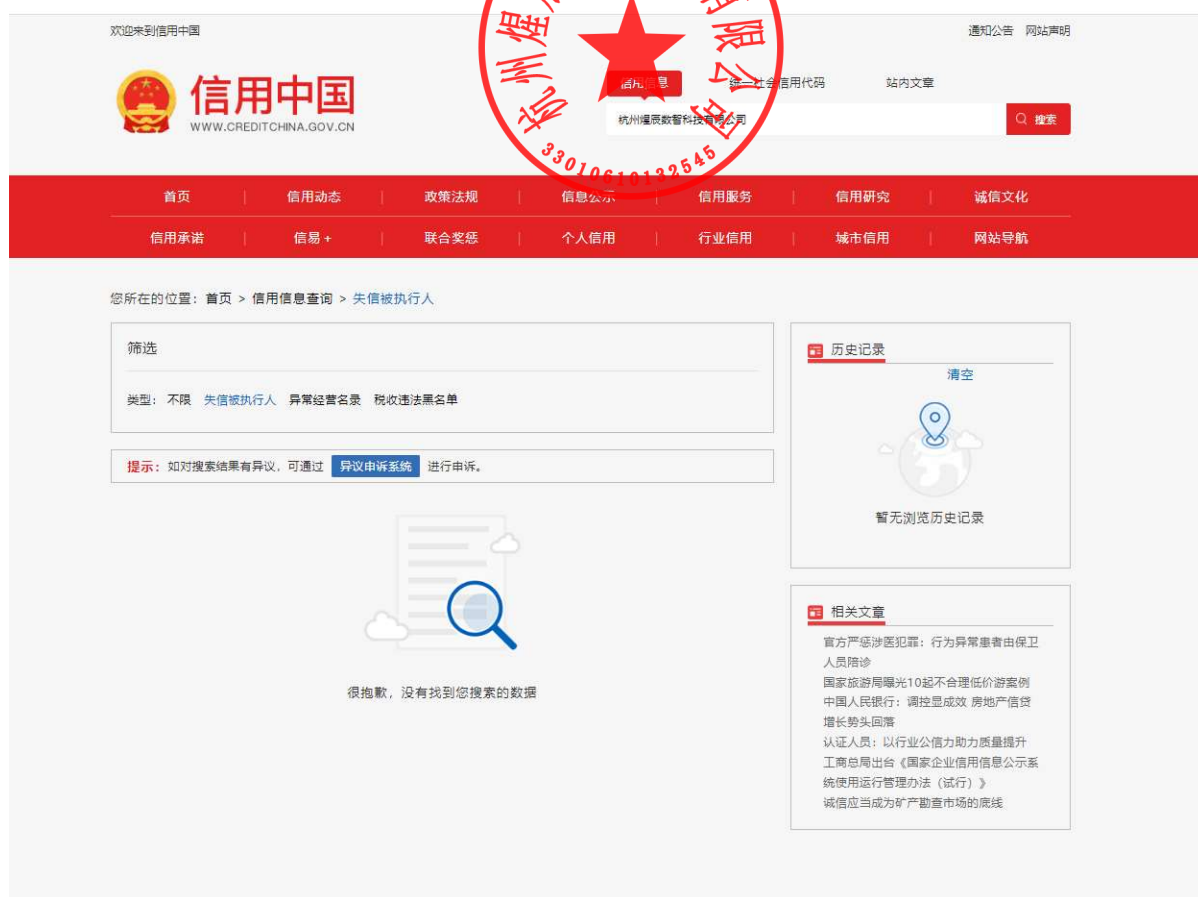 欢迎来到信用中国
通知公告 网站声明
信用中国
WWW.CREDITCHINA.GOV.CN
信用信息 统一社会信用代码 站内文章
杭州煋辰数智科技有限公司
搜索
杭州煋 限公司
33010610132545
首页 信用动态 政策法规 信息公示 信用服务 信用研究 诚信文化
信用承诺 信易+ 联合奖惩 个人信用 行业信用 城市信用 网站导航
您所在的位置：首页 > 信用信息查询 > 失信被执行人
筛选
类型： 不限 失信被执行人 异常经营名录 税收违法黑名单
提示：如对搜索结果有异议，可通过 异议申诉系统 进行申诉。
很抱歉，没有找到您搜索的数据
历史记录
清空
暂无浏览历史记录
相关文章
官方严惩涉医犯罪：行为异常患者由保卫
人员陪诊
国家旅游局曝光10起不合理低价游案例
中国人民银行：调控显成效 房地产信贷
增长势头回落
认证人员：以行业公信力助力质量提升
工商总局出台《国家企业信用信息公示系
统使用运行管理办法（试行）》
诚信应当成为矿产勘查市场的底线